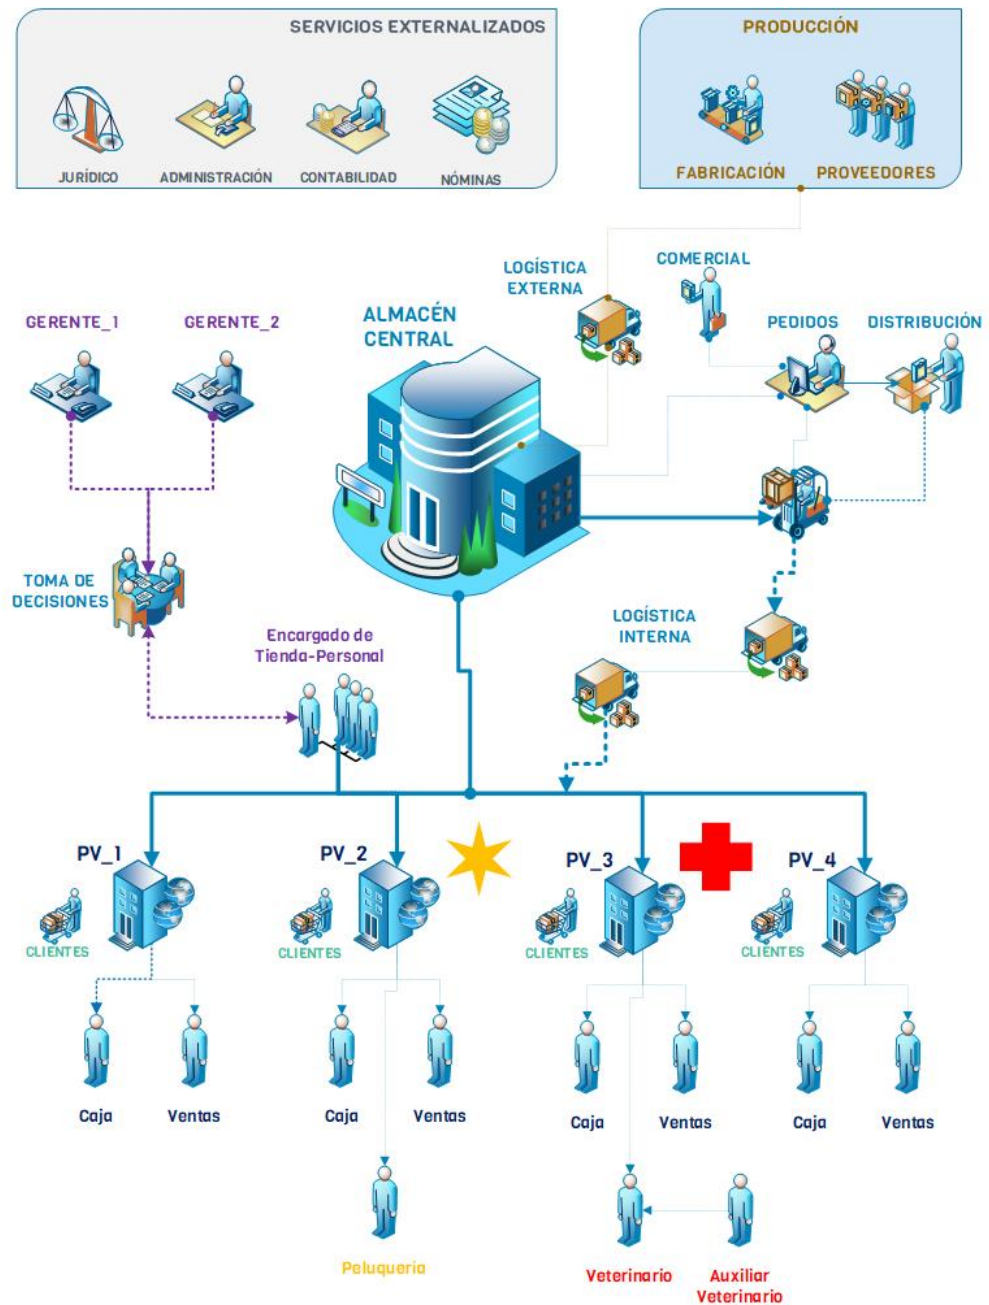 SERVICIOS EXTERNALIZADOS
JURÍDICO
ADMINISTRACIÓN
CONTABILIDAD
NÓMINAS
PRODUCCIÓN
FABRICACIÓN
PROVEEDORES
LOGÍSTICA
EXTERNA
COMERCIAL
PEDIDOS
DISTRIBUCIÓN
GERENTE_1
GERENTE_2
ALMACÉN
CENTRAL
TOMA DE
DECISIONES
Encargado de
Tienda-Personal
LOGÍSTICA
INTERNA
PV_1
PV_2
PV_3
PV_4
CLIENTES
CLIENTES
CLIENTES
CLIENTES
Caja
Ventas
Caja
Ventas
Caja
Ventas
Caja
Ventas
Peluqueria
Veterinario
Auxiliar
Veterinario